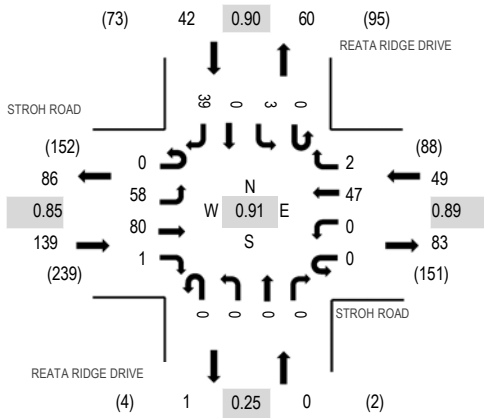 (73) 42 0.90 60 (95)
REATA RIDGE DRIVE
39 0 3 0
STROH ROAD
(152) (88)
86 0 2 49
58 N 47
0.85 W 0.91 E 0.89
80 S 0
139 1 0 83
(239) (151)
0 0 0 0
STROH ROAD
REATA RIDGE DRIVE
(4) 1 0.25 0 (2)